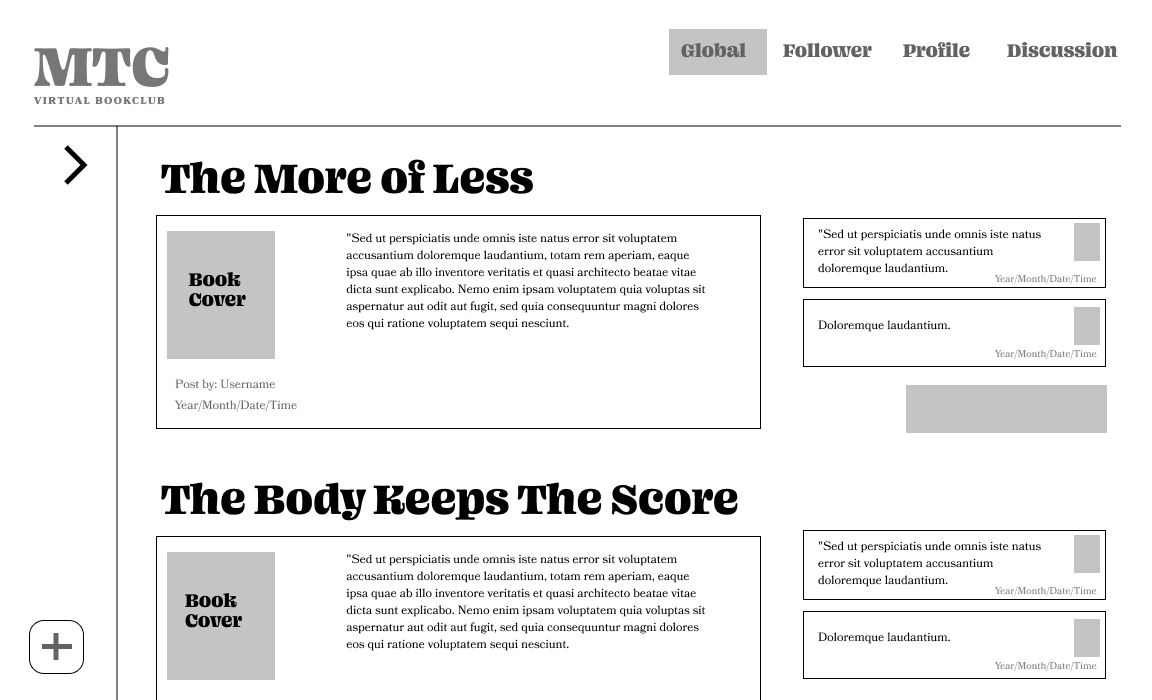 MTC
VIRTUAL BOOKCLUB
Global
Follower
Profile
Discussion
The More of Less
Book
Cover
"Sed ut perspiciatis unde omnis iste natus error sit voluptatem
accusantium doloremque laudantium, totam rem aperiam, eaque
ipsa quae ab illo inventore veritatis et quasi architecto beatae vitae
dicta sunt explicabo. Nemo enim ipsam voluptatem quia voluptas sit
aspernatur aut odit aut fugit, sed quia consequuntur magni dolores
eos qui ratione voluptatem sequi nesciunt.
Post by: Username
Year/Month/Date/Time
"Sed ut perspiciatis unde omnis iste natus
error sit voluptatem accusantium
doloremque laudantium.
Year/Month/Date/Time
Doloremque laudantium.
Year/Month/Date/Time
The Body Keeps The Score
Book
Cover
"Sed ut perspiciatis unde omnis iste natus error sit voluptatem
accusantium doloremque laudantium, totam rem aperiam, eaque
ipsa quae ab illo inventore veritatis et quasi architecto beatae vitae
dicta sunt explicabo. Nemo enim ipsam voluptatem quia voluptas sit
aspernatur aut odit aut fugit, sed quia consequuntur magni dolores
eos qui ratione voluptatem sequi nesciunt.
"Sed ut perspiciatis unde omnis iste natus
error sit voluptatem accusantium
doloremque laudantium.
Year/Month/Date/Time
Doloremque laudantium.
Year/Month/Date/Time